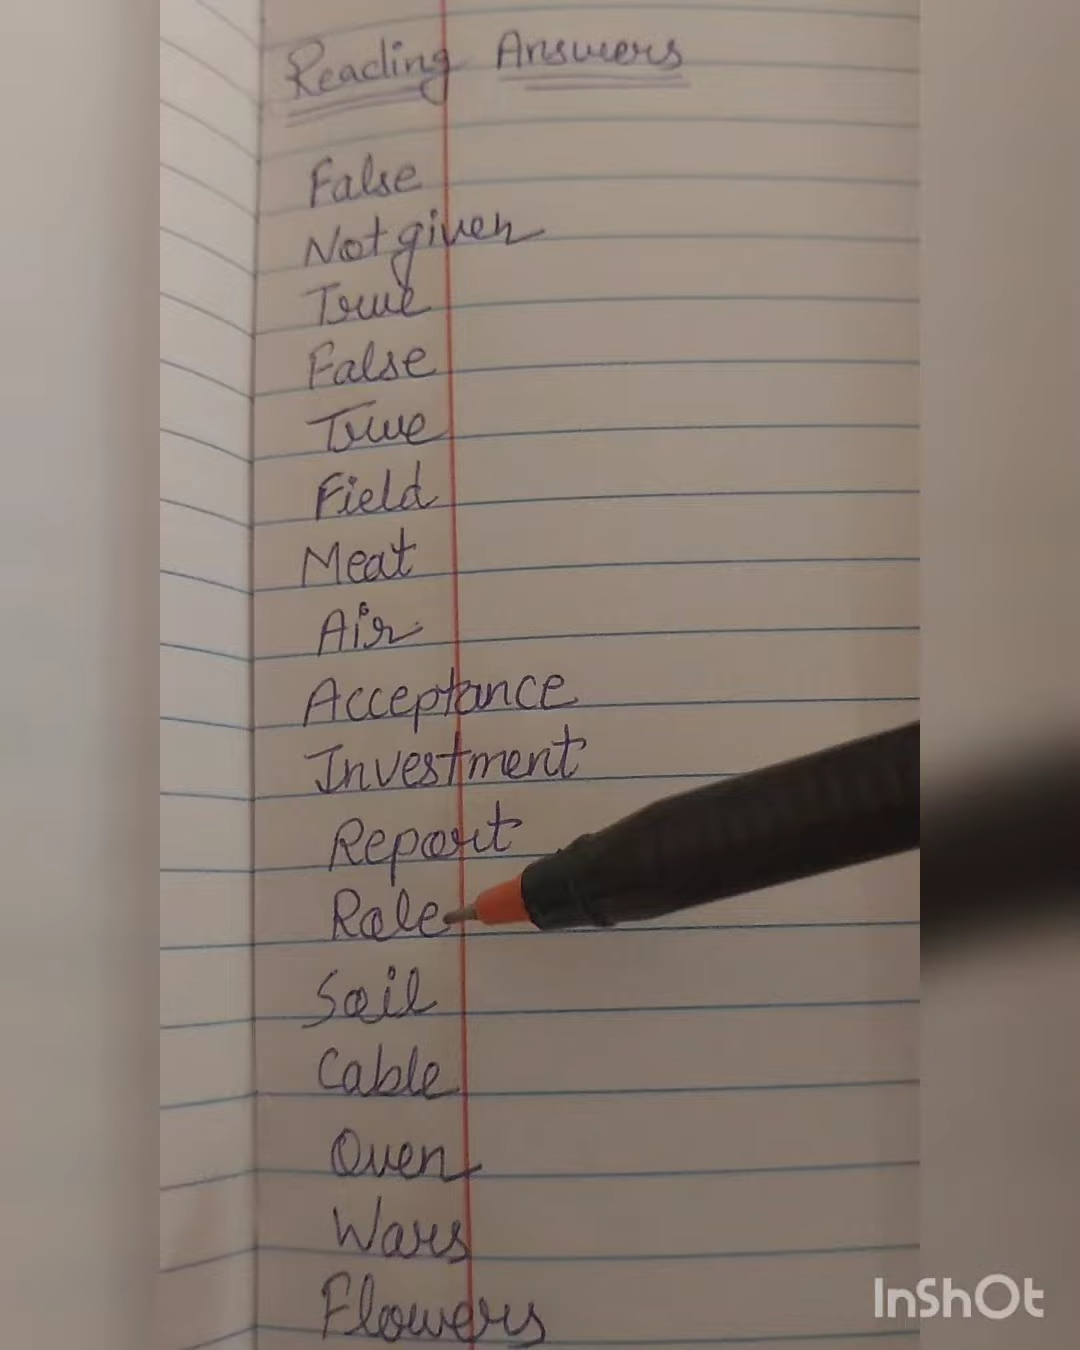 Reading Answers
False
Not given
True
False
True
Field
Meat
Air
Acceptance
Investment
Report
Role
Soil
Cable
Oven
Wars
Flowers
InShOt